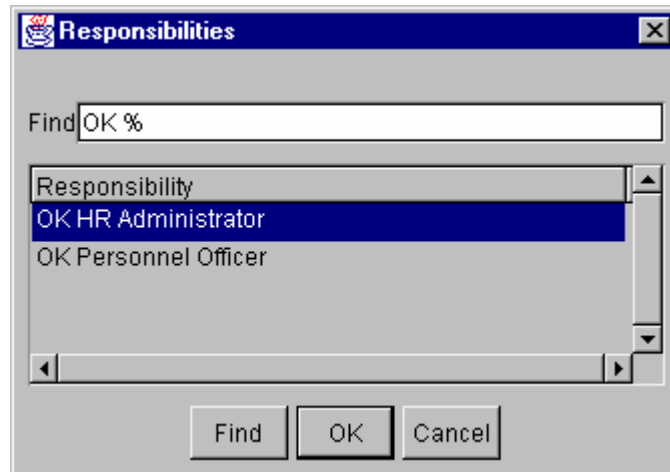 Responsibilities
Find OK %
Responsibility
OK HR Administrator
OK Personnel Officer
Find OK Cancel